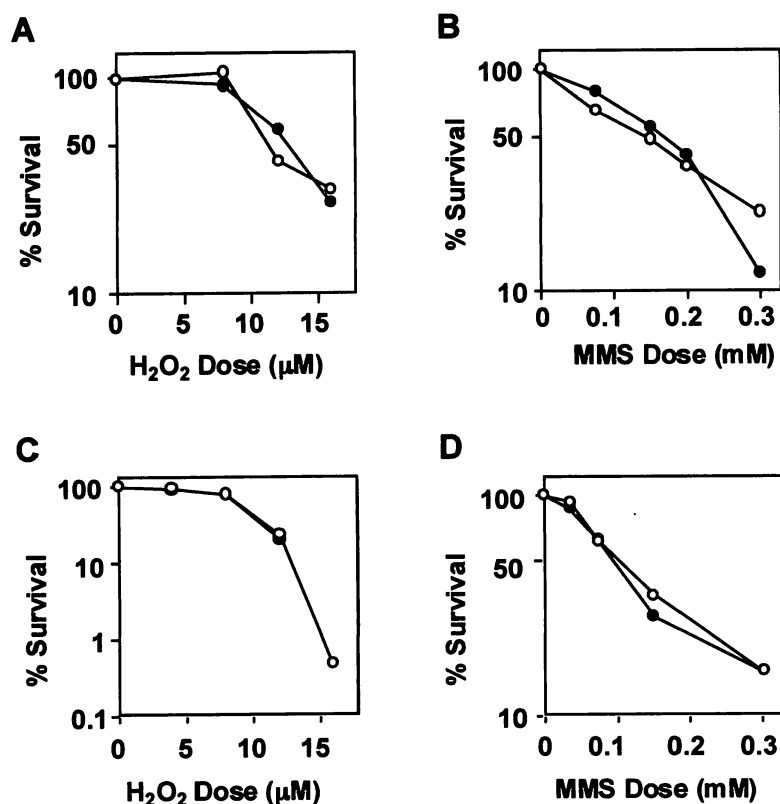 A
% Survival
100
50
10
0 5 10 15
H₂O₂ Dose (μM)
B
% Survival
100
50
10
0 0.1 0.2 0.3
MMS Dose (mM)
C
% Survival
100
10
1
0.1
0 5 10 15
H₂O₂ Dose (μM)
D
% Survival
100
50
10
0 0.1 0.2 0.3
MMS Dose (mM)